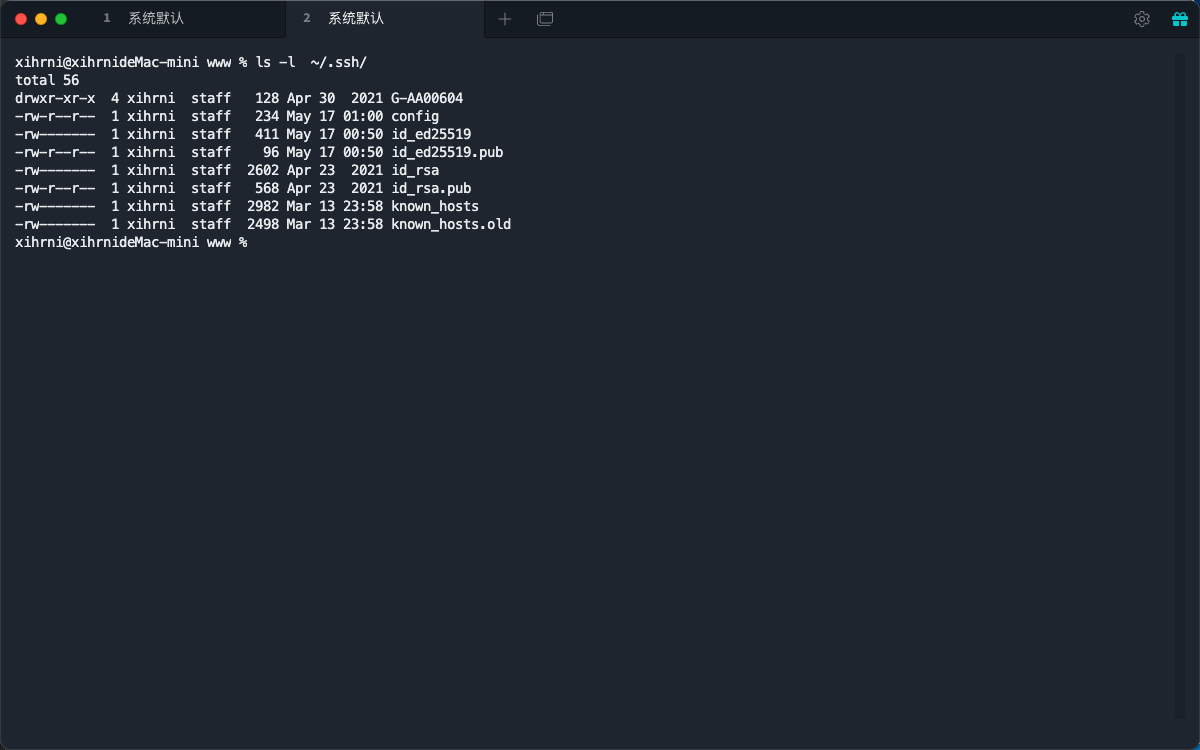 1 系统默认 2 系统默认
xihrni@xihrnideMac-mini www % ls -l  ~/.ssh/
total 56
drwxr-xr-x  4 xihrni  staff   128 Apr 30  2021 G-AA00604
-rw-r--r--  1 xihrni  staff   234 May 17 01:00 config
-rw-------  1 xihrni  staff   411 May 17 00:50 id_ed25519
-rw-r--r--  1 xihrni  staff    96 May 17 00:50 id_ed25519.pub
-rw-------  1 xihrni  staff  2602 Apr 23  2021 id_rsa
-rw-r--r--  1 xihrni  staff   568 Apr 23  2021 id_rsa.pub
-rw-------  1 xihrni  staff  2982 Mar 13 23:58 known_hosts
-rw-------  1 xihrni  staff  2498 Mar 13 23:58 known_hosts.old
xihrni@xihrnideMac-mini www %